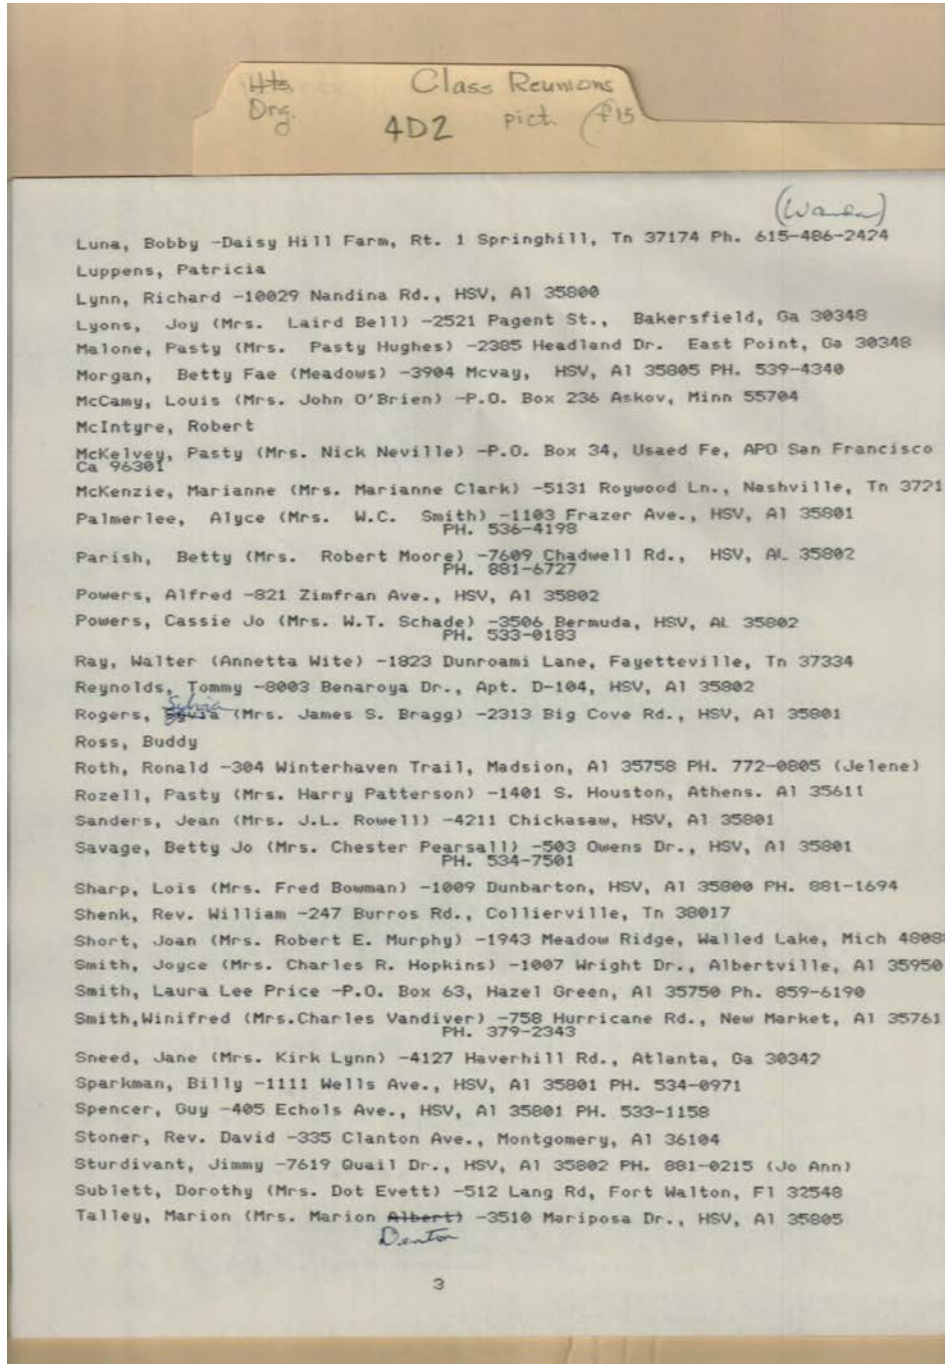 Hts. Class Reunions
Org. 4D2 pict. f15
(Wanda)
Luna, Bobby -Daisy Hill Farm, Rt. 1 Springhill, Tn 37174 Ph. 615-486-2424
Luppens, Patricia
Lynn, Richard -10029 Nandina Rd., HSV, Al 35800
Lyons, Joy (Mrs. Laird Bell) -2521 Pagent St., Bakersfield, Ga 30348
Malone, Pasty (Mrs. Pasty Hughes) -2385 Headland Dr. East Point, Ga 30348
Morgan, Betty Fae (Meadows) -3904 Mcvay, HSV, Al 35805 PH. 539-4340
McCamy, Louis (Mrs. John O'Brien) -P.O. Box 236 Askov, Minn 55704
McIntyre, Robert
McKelvey, Pasty (Mrs. Nick Neville) -P.O. Box 34, Usaed Fe, APO San Francisco
Ca 96301
McKenzie, Marianne (Mrs. Marianne Clark) -5131 Roywood Ln., Nashville, Tn 3721
Palmerlee, Alyce (Mrs. W.C. Smith) -1103 Frazer Ave., HSV, Al 35801
PH. 536-4198
Parish, Betty (Mrs. Robert Moore) -7609 Chadwell Rd., HSV, AL 35802
PH. 881-6727
Powers, Alfred -821 Zimfran Ave., HSV, Al 35802
Powers, Cassie Jo (Mrs. W.T. Schade) -3506 Bermuda, HSV, AL 35802
PH. 533-0183
Ray, Walter (Annetta Wite) -1823 Dunroami Lane, Fayetteville, Tn 37334
Reynolds, Tommy -8003 Benaroya Dr., Apt. D-104, HSV, Al 35802
Rogers, Sylvia (Mrs. James S. Bragg) -2313 Big Cove Rd., HSV, Al 35801
Ross, Buddy
Roth, Ronald -304 Winterhaven Trail, Madsion, Al 35758 PH. 772-0805 (Jelene)
Rozell, Pasty (Mrs. Harry Patterson) -1401 S. Houston, Athens. Al 35611
Sanders, Jean (Mrs. J.L. Rowell) -4211 Chickasaw, HSV, Al 35801
Savage, Betty Jo (Mrs. Chester Pearsall) -503 Owens Dr., HSV, Al 35801
PH. 534-7501
Sharp, Lois (Mrs. Fred Bowman) -1009 Dunbarton, HSV, Al 35800 PH. 881-1694
Shenk, Rev. William -247 Burros Rd., Collierville, Tn 38017
Short, Joan (Mrs. Robert E. Murphy) -1943 Meadow Ridge, Walled Lake, Mich 4808
Smith, Joyce (Mrs. Charles R. Hopkins) -1007 Wright Dr., Albertville, Al 35950
Smith, Laura Lee Price -P.O. Box 63, Hazel Green, Al 35750 Ph. 859-6190
Smith,Winifred (Mrs.Charles Vandiver) -758 Hurricane Rd., New Market, Al 35761
PH. 379-2343
Sneed, Jane (Mrs. Kirk Lynn) -4127 Haverhill Rd., Atlanta, Ga 30342
Sparkman, Billy -1111 Wells Ave., HSV, Al 35801 PH. 534-0971
Spencer, Guy -405 Echols Ave., HSV, Al 35801 PH. 533-1158
Stoner, Rev. David -335 Clanton Ave., Montgomery, Al 36104
Sturdivant, Jimmy -7619 Quail Dr., HSV, Al 35802 PH. 881-0215 (Jo Ann)
Sublett, Dorothy (Mrs. Dot Evett) -512 Lang Rd, Fort Walton, Fl 32548
Talley, Marion (Mrs. Marion Albert) -3510 Mariposa Dr., HSV, Al 35805
Denton
3